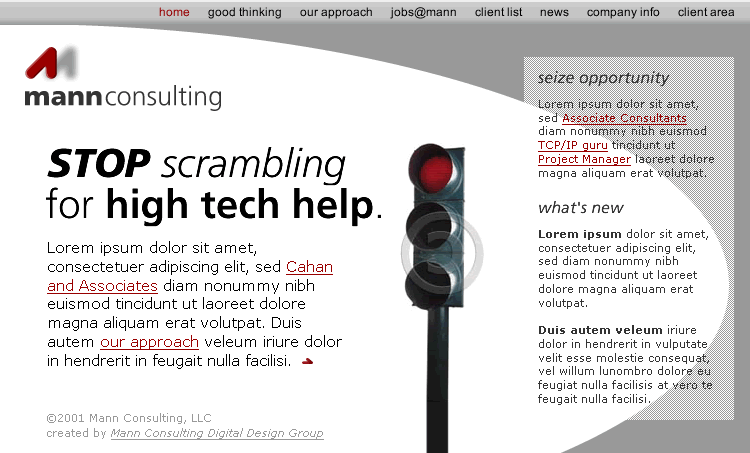 home good thinking our approach jobs@mann client list news company info client area
mannconsulting
STOP scrambling
for high tech help.
Lorem ipsum dolor sit amet,
consectetuer adipiscing elit, sed Cahan
and Associates diam nonummy nibh
euismod tincidunt ut laoreet dolore
magna aliquam erat volutpat. Duis
autem our approach veleum iriure dolor
in hendrerit in feugait nulla facilisi.
©2001 Mann Consulting, LLC
created by Mann Consulting Digital Design Group
seize opportunity
Lorem ipsum dolor sit amet,
sed Associate Consultants
diam nonummy nibh euismod
TCP/IP guru tincidunt ut
Project Manager laoreet dolore
magna aliquam erat volutpat.
what's new
Lorem ipsum dolor sit amet,
consectetuer adipiscing elit,
sed diam nonummy nibh
euismod tincidunt ut laoreet
dolore magna aliquam erat
volutpat.
Duis autem veleum iriure
dolor in hendrerit in vulputate
velit esse molestie consequat,
vel willum lunombro dolore eu
feugiat nulla facilisis at vero te
feugait nulla facilisi.
©